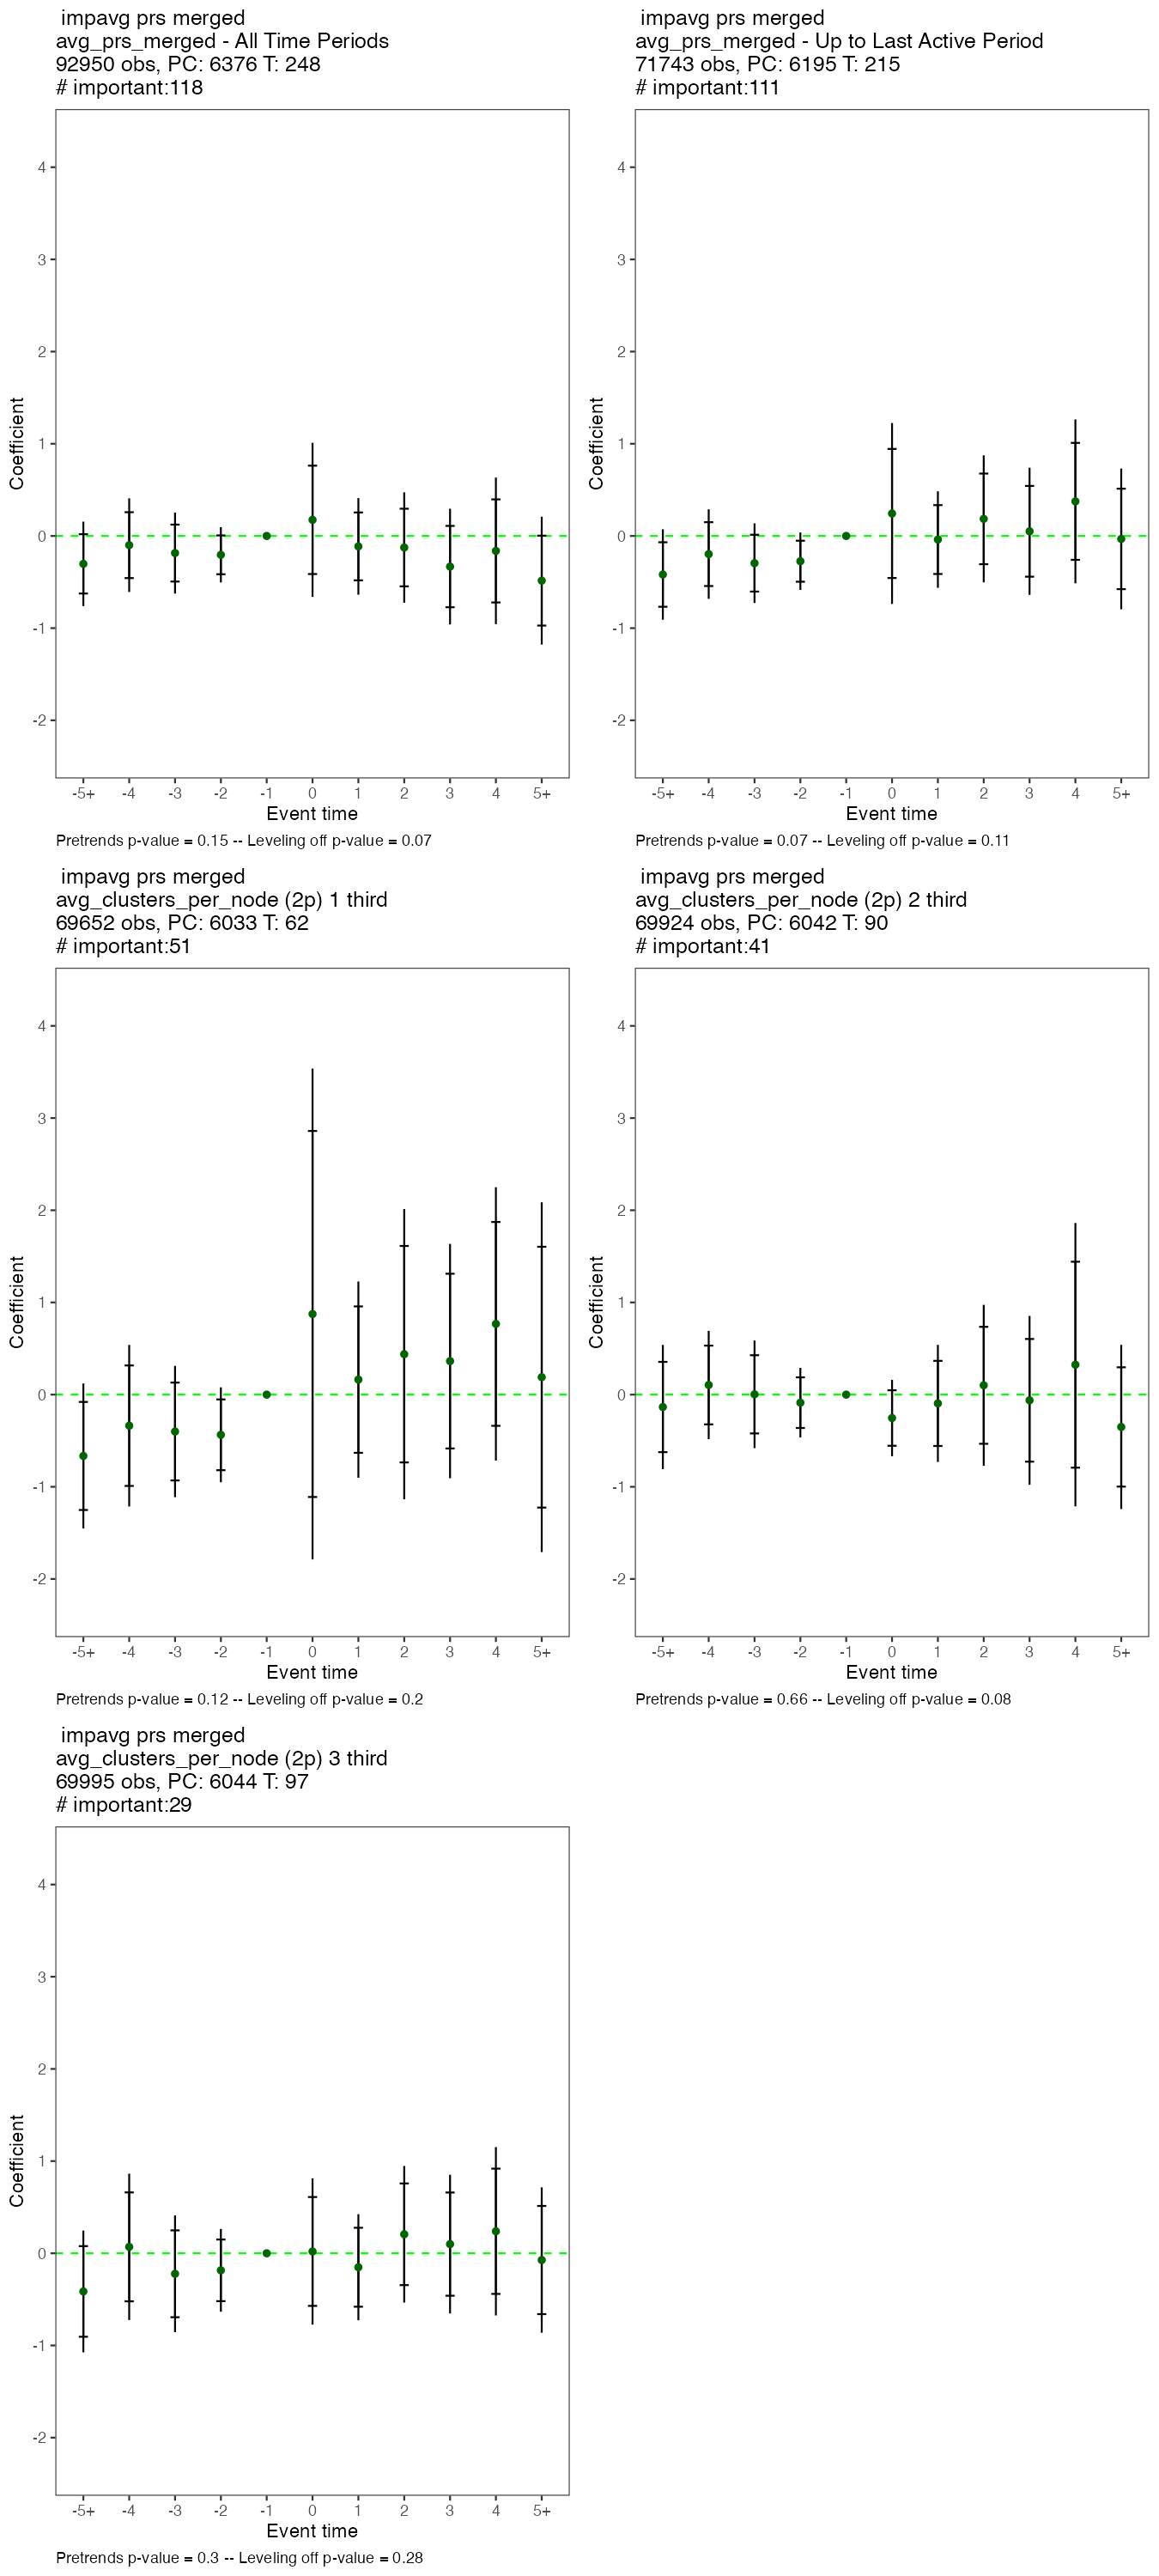 impavg prs merged
avg_prs_merged - All Time Periods
92950 obs, PC: 6376 T: 248
# important:118
Coefficient
4
3
2
1
0
-1
-2
-5+ -4 -3 -2 -1 0 1 2 3 4 5+
Event time
Pretrends p-value = 0.15 -- Leveling off p-value = 0.07
impavg prs merged
avg_prs_merged - Up to Last Active Period
71743 obs, PC: 6195 T: 215
# important:111
Coefficient
4
3
2
1
0
-1
-2
-5+ -4 -3 -2 -1 0 1 2 3 4 5+
Event time
Pretrends p-value = 0.07 -- Leveling off p-value = 0.11
impavg prs merged
avg_clusters_per_node (2p) 1 third
69652 obs, PC: 6033 T: 62
# important:51
Coefficient
4
3
2
1
0
-1
-2
-5+ -4 -3 -2 -1 0 1 2 3 4 5+
Event time
Pretrends p-value = 0.12 -- Leveling off p-value = 0.2
impavg prs merged
avg_clusters_per_node (2p) 2 third
69924 obs, PC: 6042 T: 90
# important:41
Coefficient
4
3
2
1
0
-1
-2
-5+ -4 -3 -2 -1 0 1 2 3 4 5+
Event time
Pretrends p-value = 0.66 -- Leveling off p-value = 0.08
impavg prs merged
avg_clusters_per_node (2p) 3 third
69995 obs, PC: 6044 T: 97
# important:29
Coefficient
4
3
2
1
0
-1
-2
-5+ -4 -3 -2 -1 0 1 2 3 4 5+
Event time
Pretrends p-value = 0.3 -- Leveling off p-value = 0.28